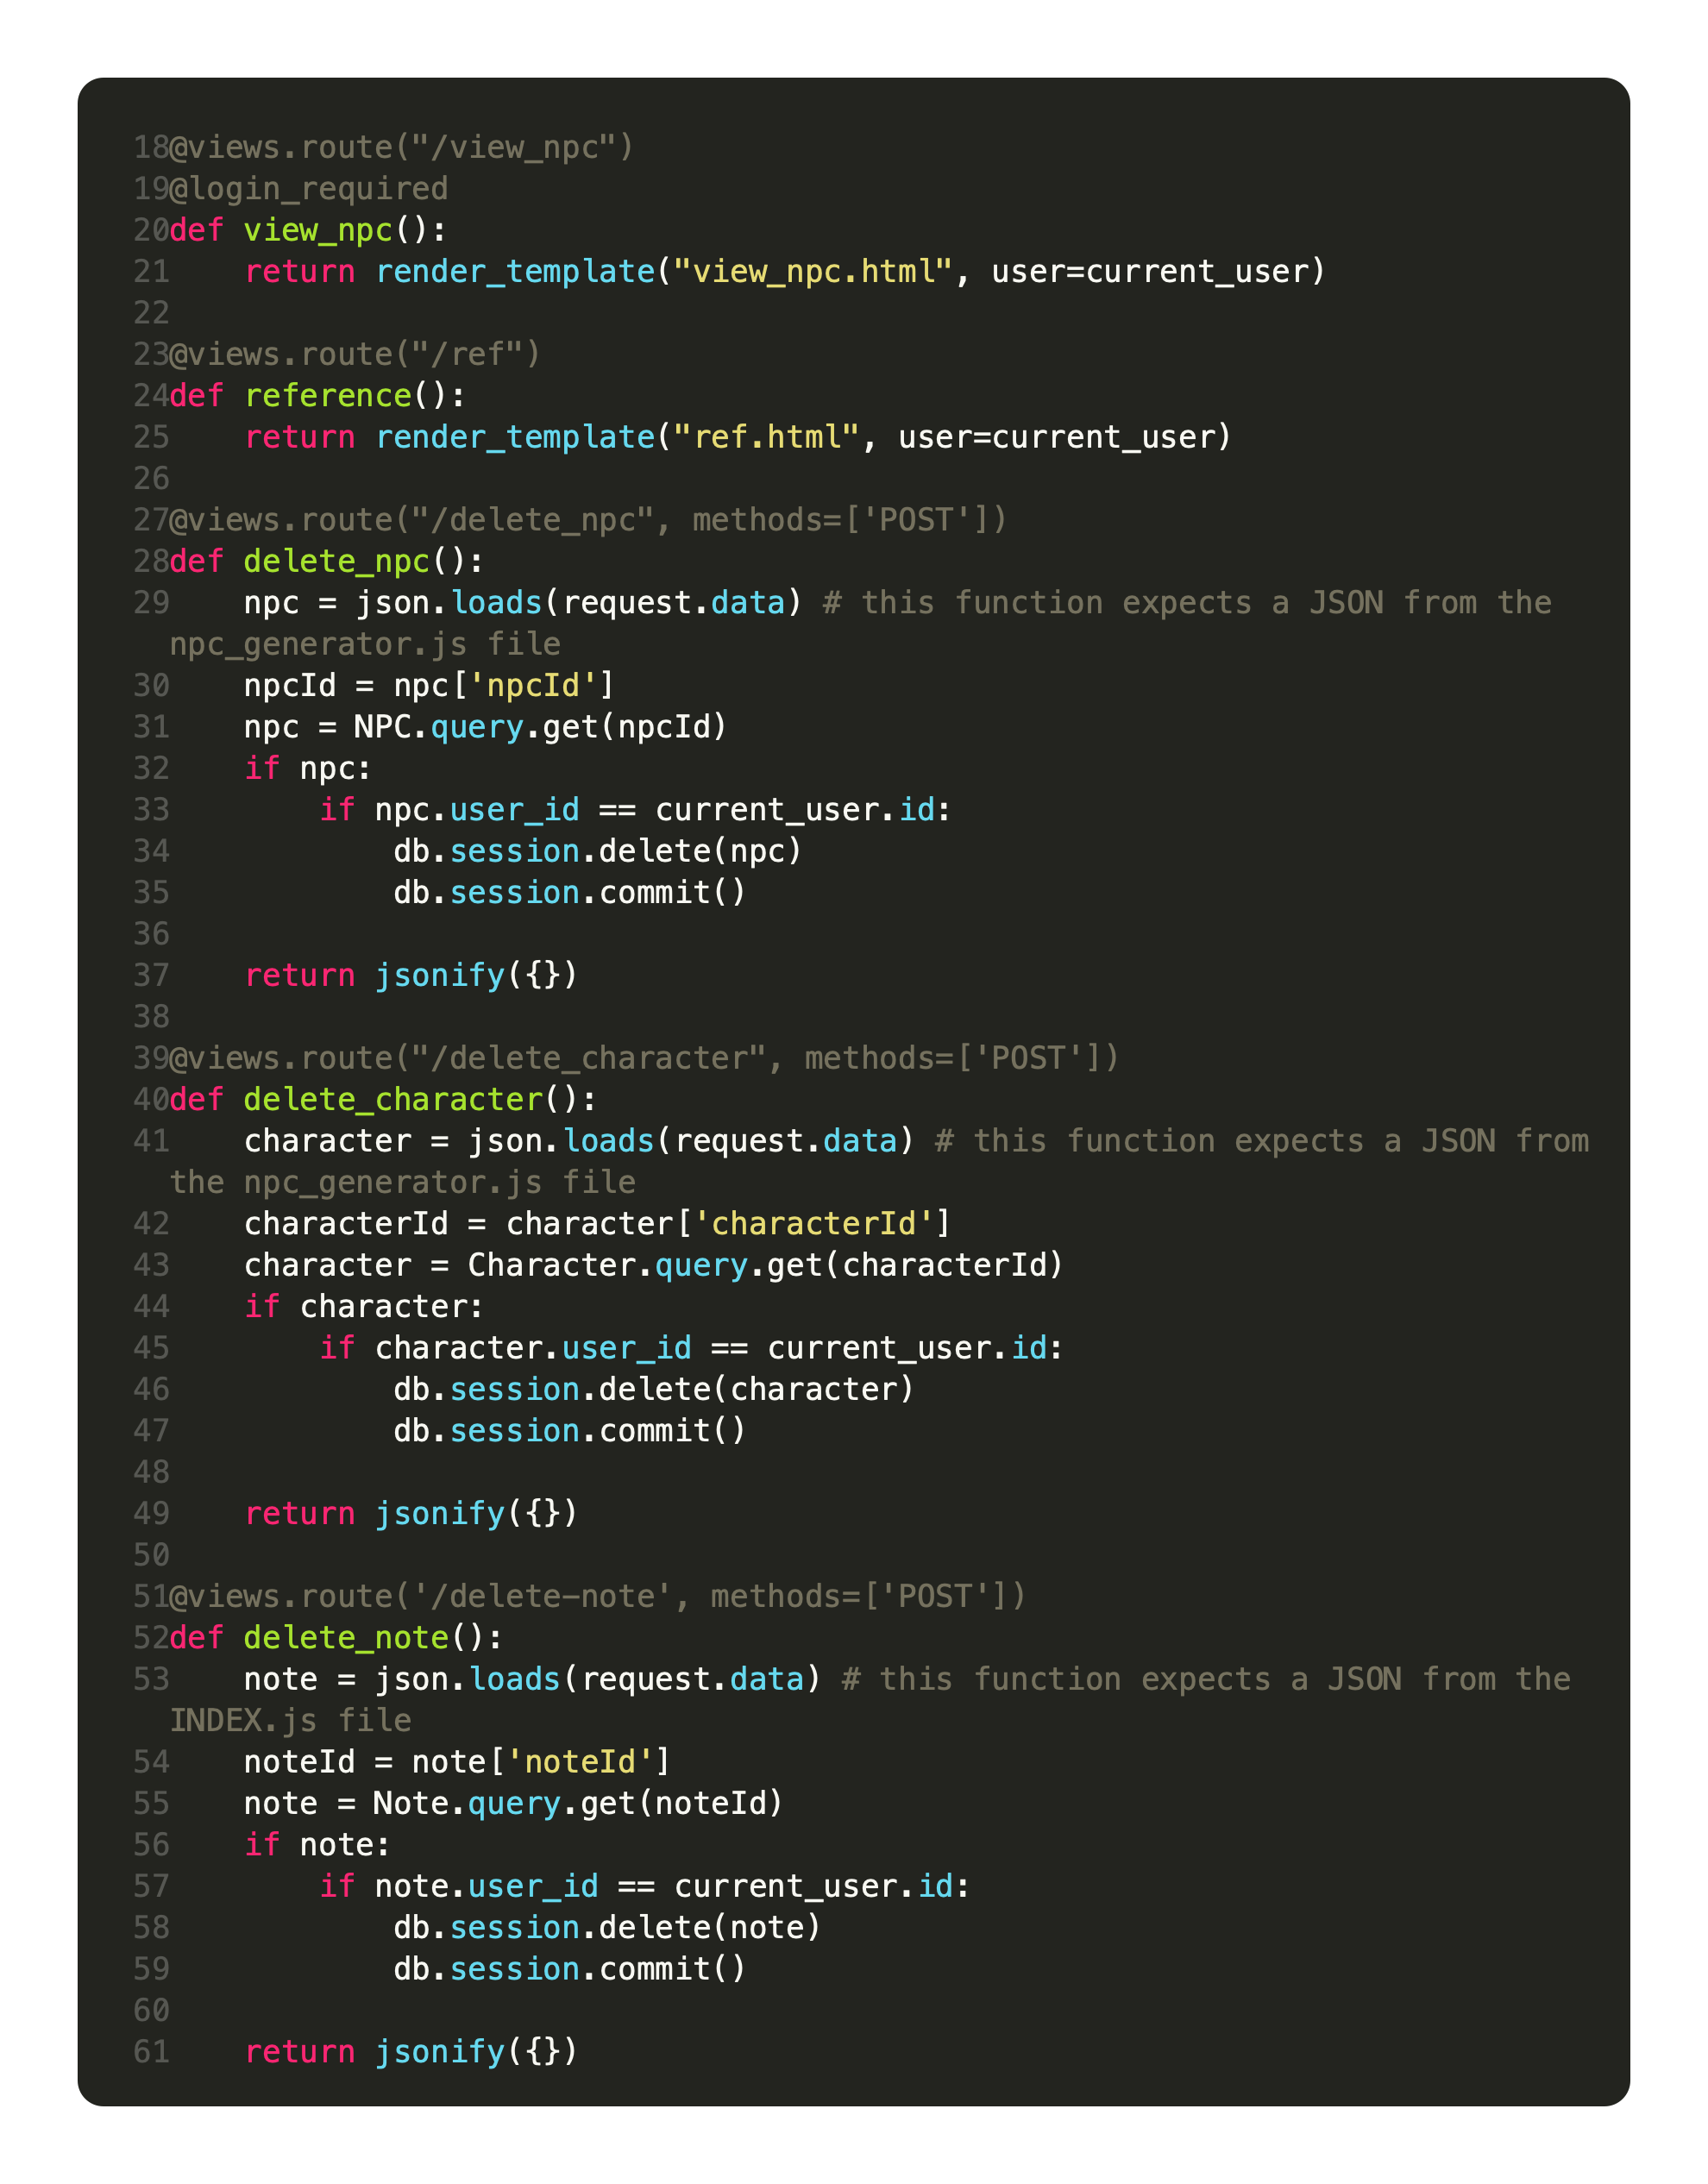 18@views.route("/view_npc")
19@login_required
20def view_npc():
21    return render_template("view_npc.html", user=current_user)
22
23@views.route("/ref")
24def reference():
25    return render_template("ref.html", user=current_user)
26
27@views.route("/delete_npc", methods=['POST'])
28def delete_npc():
29    npc = json.loads(request.data) # this function expects a JSON from the
npc_generator.js file
30    npcId = npc['npcId']
31    npc = NPC.query.get(npcId)
32    if npc:
33        if npc.user_id == current_user.id:
34            db.session.delete(npc)
35            db.session.commit()
36
37    return jsonify({})
38
39@views.route("/delete_character", methods=['POST'])
40def delete_character():
41    character = json.loads(request.data) # this function expects a JSON from
the npc_generator.js file
42    characterId = character['characterId']
43    character = Character.query.get(characterId)
44    if character:
45        if character.user_id == current_user.id:
46            db.session.delete(character)
47            db.session.commit()
48
49    return jsonify({})
50
51@views.route('/delete-note', methods=['POST'])
52def delete_note():
53    note = json.loads(request.data) # this function expects a JSON from the
INDEX.js file
54    noteId = note['noteId']
55    note = Note.query.get(noteId)
56    if note:
57        if note.user_id == current_user.id:
58            db.session.delete(note)
59            db.session.commit()
60
61    return jsonify({})